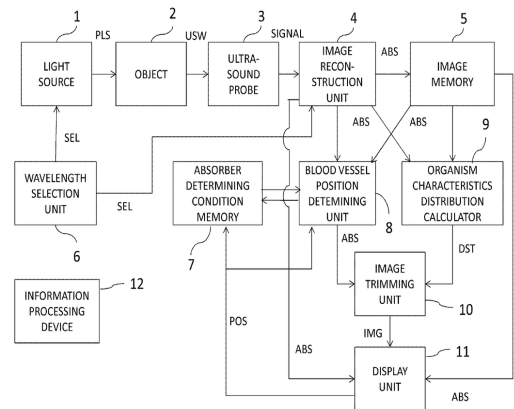 1
2
3
4
5
PLS
USW
SIGNAL
ABS
LIGHT
SOURCE
OBJECT
ULTRA-
SOUND
PROBE
IMAGE
RECON-
STRUCTION
UNIT
IMAGE
MEMORY
SEL
ABS
ABS
9
WAVELENGTH
SELECTION
UNIT
SEL
6
ABSORBER
DETERMINING
CONDITION
MEMORY
7
BLOOD VESSEL
POSITION
DETEMINING
UNIT
8
ORGANISM
CHARACTERISTICS
DISTRIBUTION
CALCULATOR
ABS
DST
12
INFORMATION
PROCESSING
DEVICE
IMAGE
TRIMMING
UNIT
10
POS
ABS
IMG
11
DISPLAY
UNIT
ABS